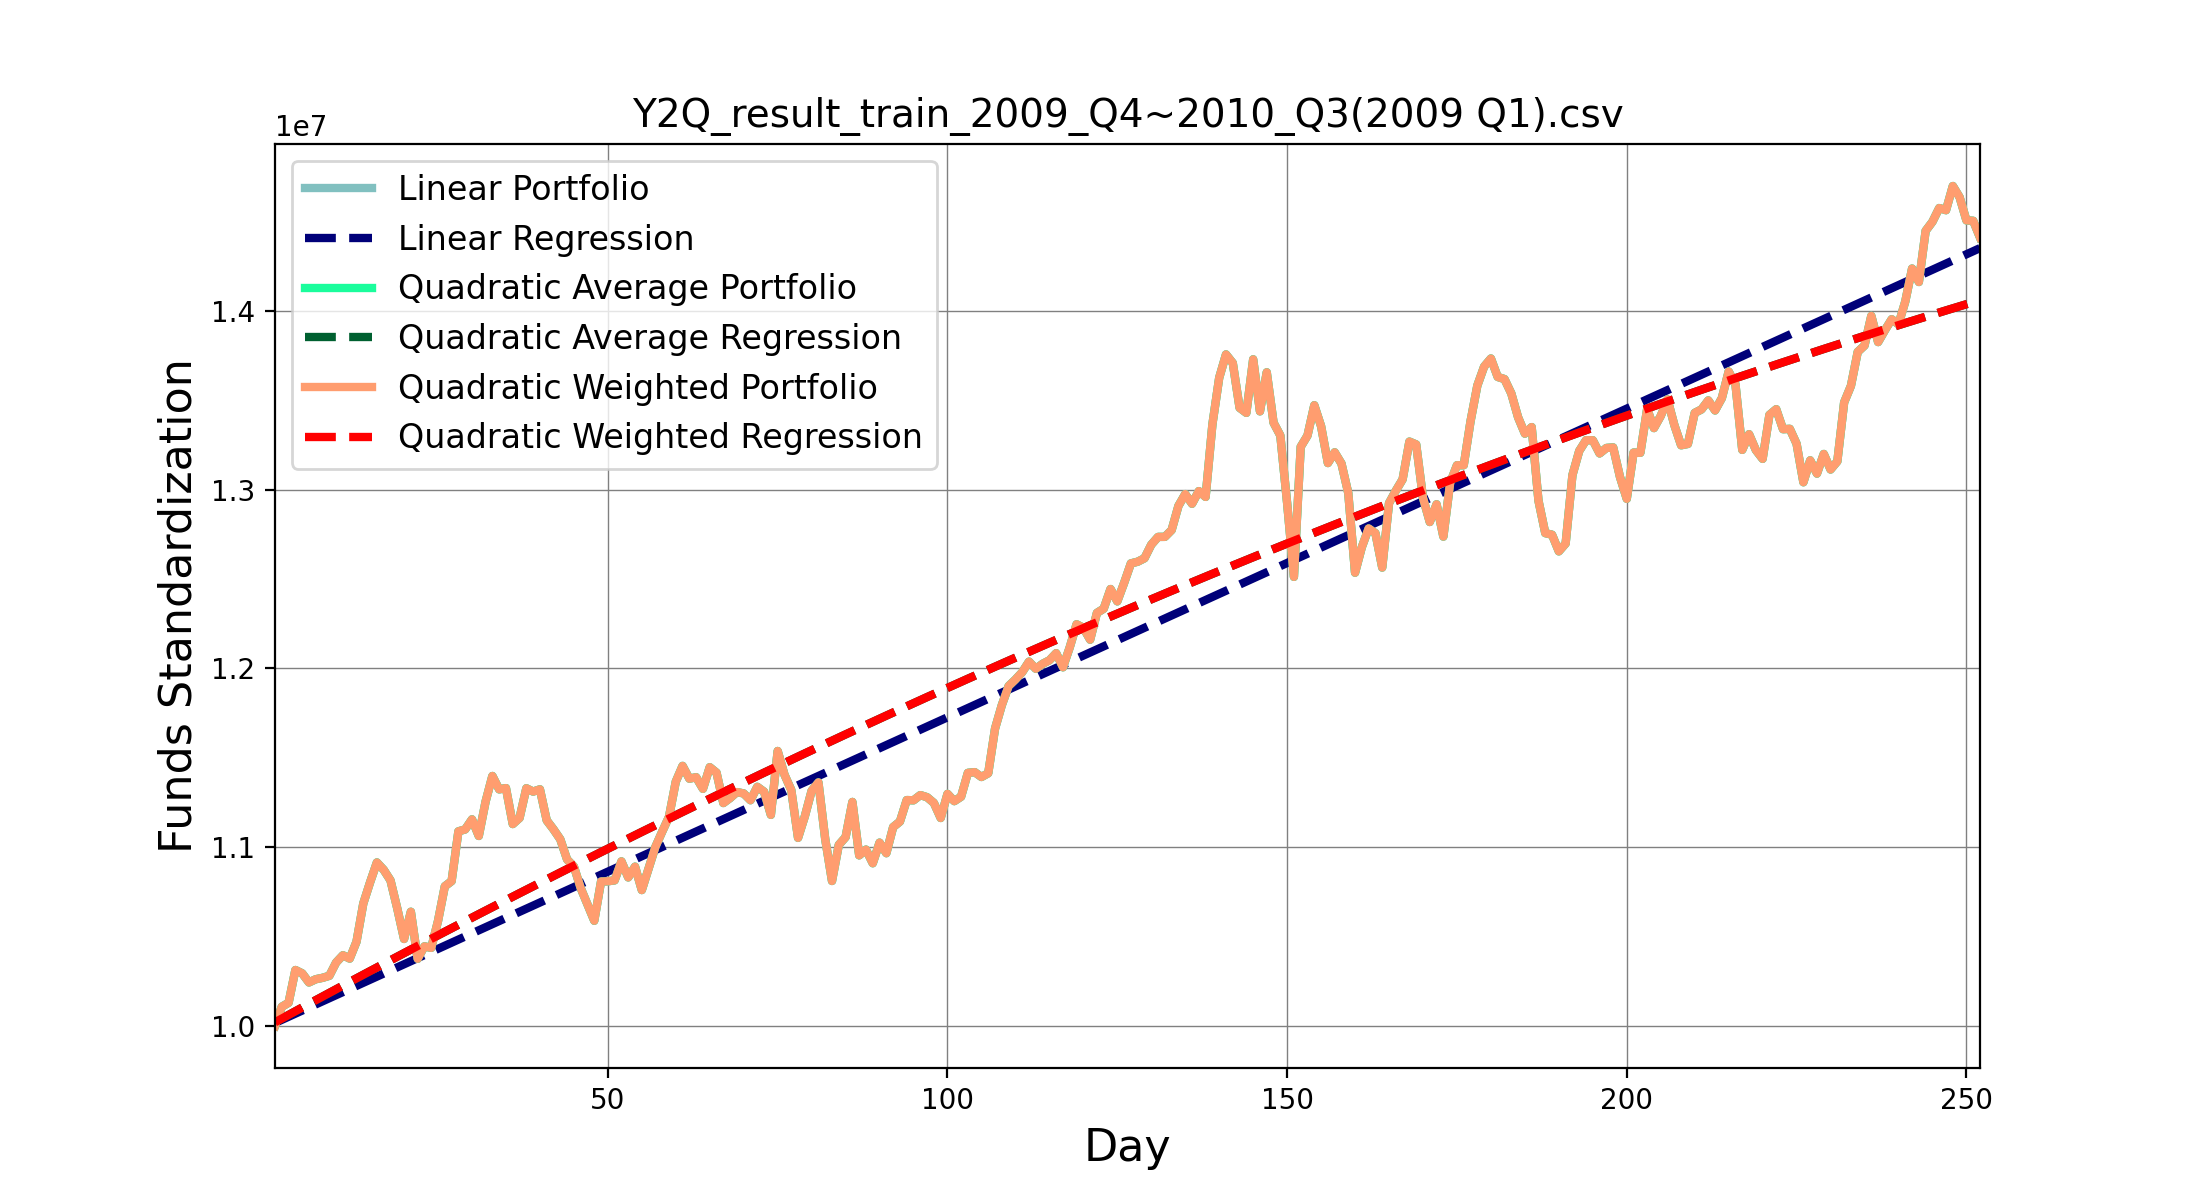 Y2Q_result_train_2009_Q4~2010_Q3(2009 Q1).csv
1e7
Linear Portfolio
Linear Regression
Quadratic Average Portfolio
Quadratic Average Regression
Quadratic Weighted Portfolio
Quadratic Weighted Regression
Funds Standardization
1.4
1.3
1.2
1.1
1.0
50 100 150 200 250
Day